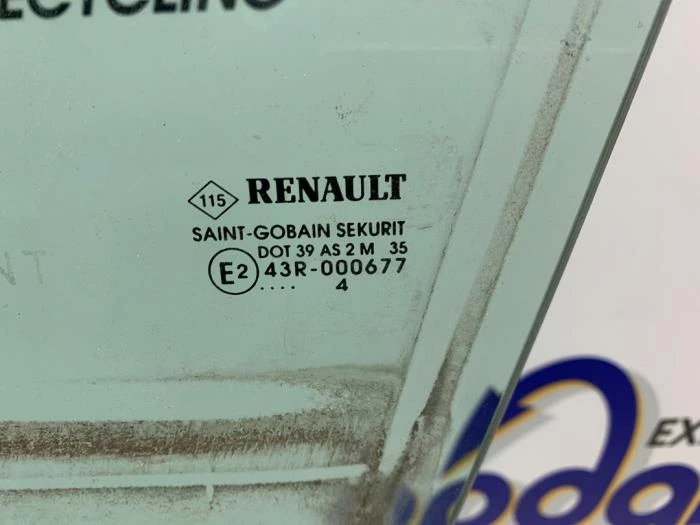 115 RENAULT
SAINT-GOBAIN SEKURIT
DOT 39 AS 2 M 35
E2 43R-000677
.... 4